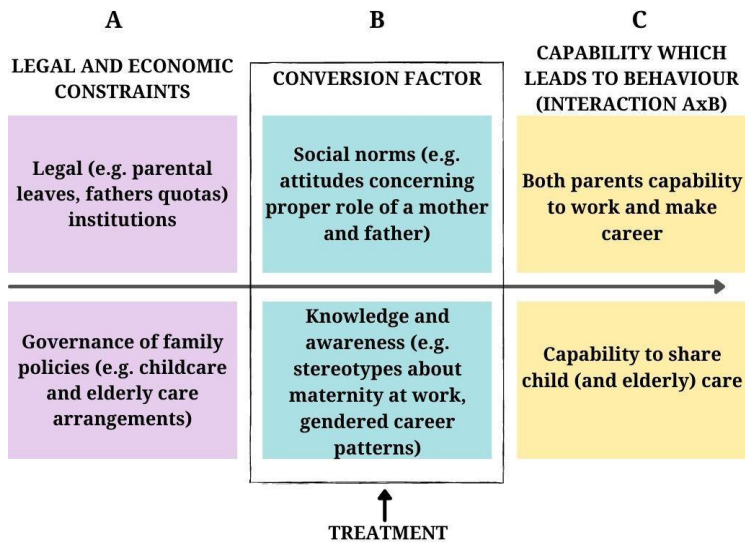 A
B
C
LEGAL AND ECONOMIC
CONSTRAINTS
CONVERSION FACTOR
CAPABILITY WHICH
LEADS TO BEHAVIOUR
(INTERACTION AxB)
Legal (e.g. parental
leaves, fathers quotas)
institutions
Social norms (e.g.
attitudes concerning
proper role of a mother
and father)
Both parents capability
to work and make
career
Governance of family
policies (e.g. childcare
and elderly care
arrangements)
Knowledge and
awareness (e.g.
stereotypes about
maternity at work,
gendered career
patterns)
Capability to share
child (and elderly) care
TREATMENT